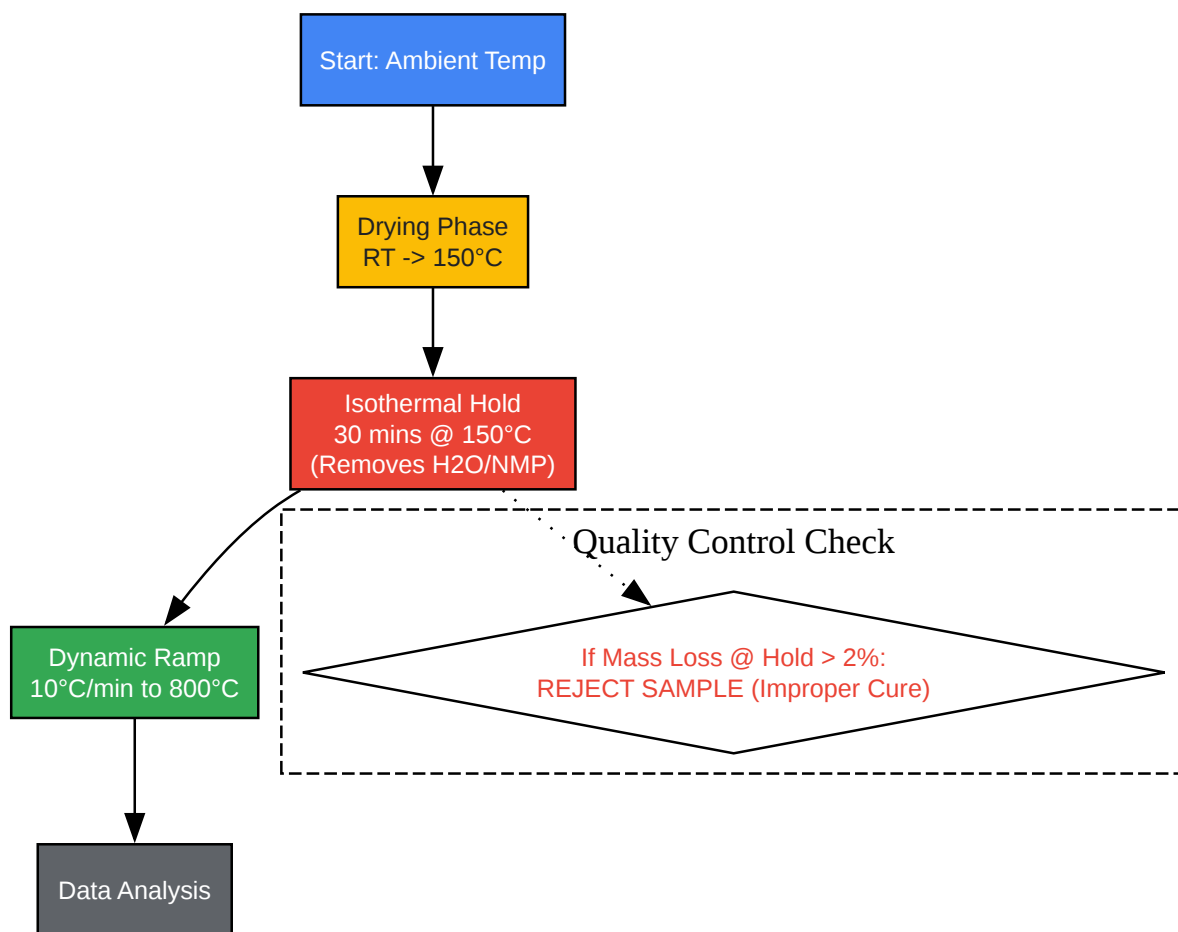 Start: Ambient Temp
Drying Phase
RT -> 150°C
Isothermal Hold
30 mins @ 150°C
(Removes H2O/NMP)
Quality Control Check
Dynamic Ramp
10°C/min to 800°C
If Mass Loss @ Hold > 2%:
REJECT SAMPLE (Improper Cure)
Data Analysis